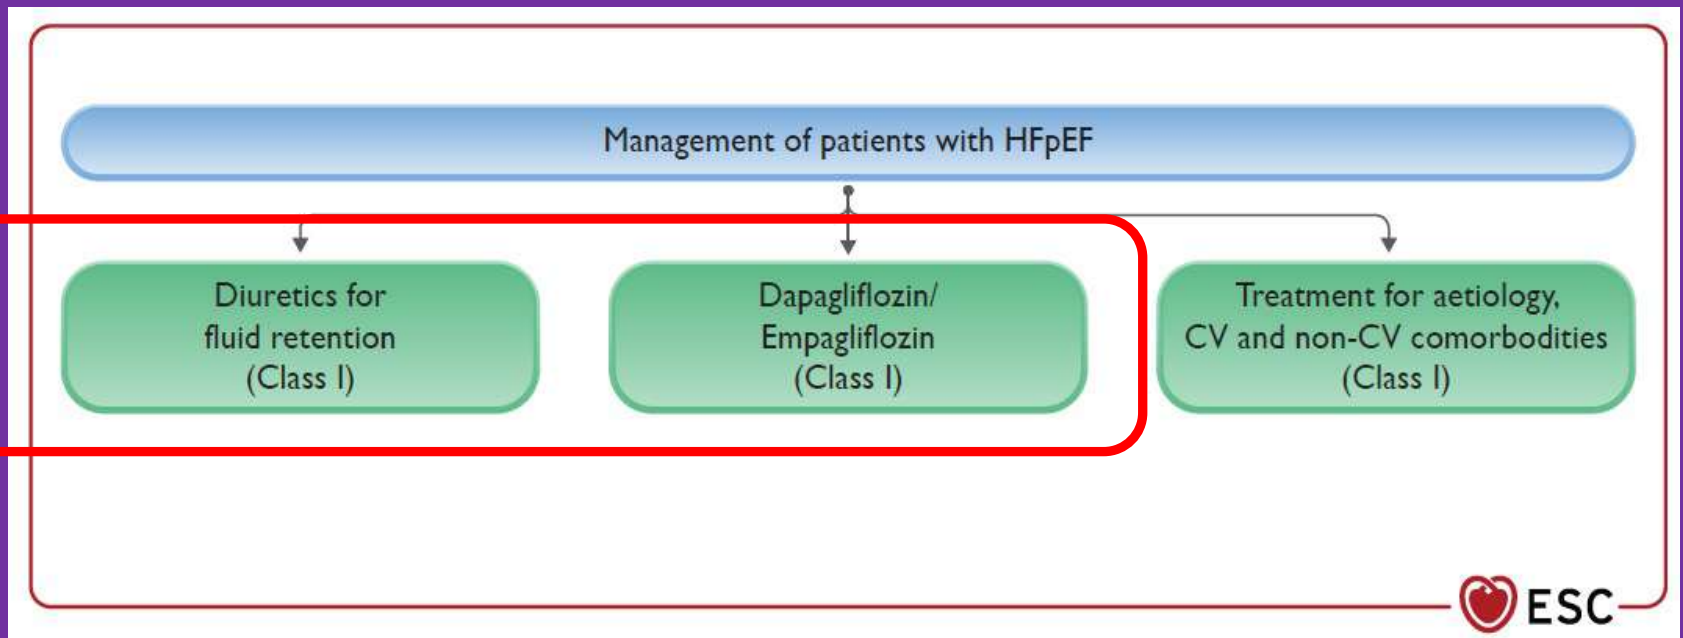 Management of patients with HFpEF
Diuretics for
fluid retention
(Class I)
Dapagliflozin/
Empagliflozin
(Class I)
Treatment for aetiology,
CV and non-CV comorbodities
(Class I)
ESC